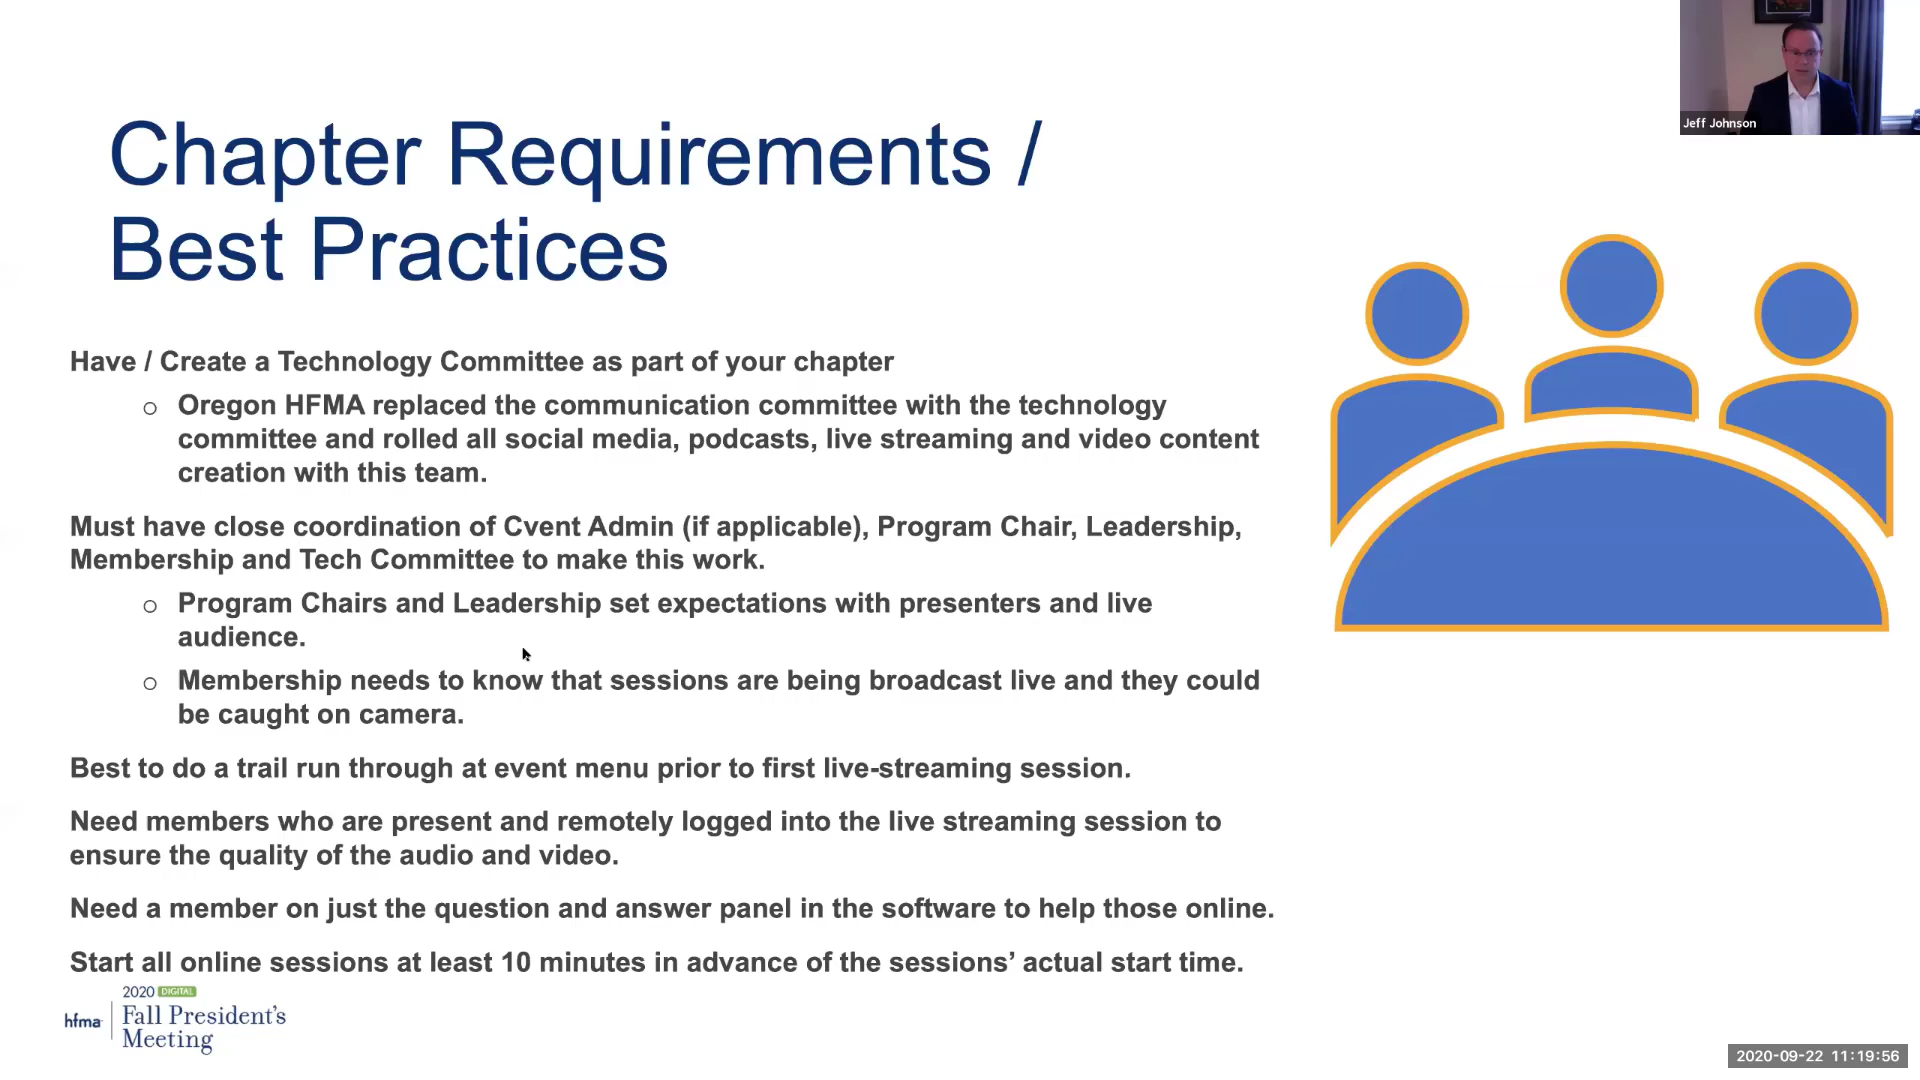 Jeff Johnson
Chapter Requirements /
Best Practices
Have / Create a Technology Committee as part of your chapter
o Oregon HFMA replaced the communication committee with the technology
committee and rolled all social media, podcasts, live streaming and video content
creation with this team.
Must have close coordination of Cvent Admin (if applicable), Program Chair, Leadership,
Membership and Tech Committee to make this work.
o Program Chairs and Leadership set expectations with presenters and live
audience.
o Membership needs to know that sessions are being broadcast live and they could
be caught on camera.
Best to do a trail run through at event menu prior to first live-streaming session.
Need members who are present and remotely logged into the live streaming session to
ensure the quality of the audio and video.
Need a member on just the question and answer panel in the software to help those online.
Start all online sessions at least 10 minutes in advance of the sessions’ actual start time.
2020 DIGITAL
hfma
Fall President's
Meeting
2020-09-22 11:19:56